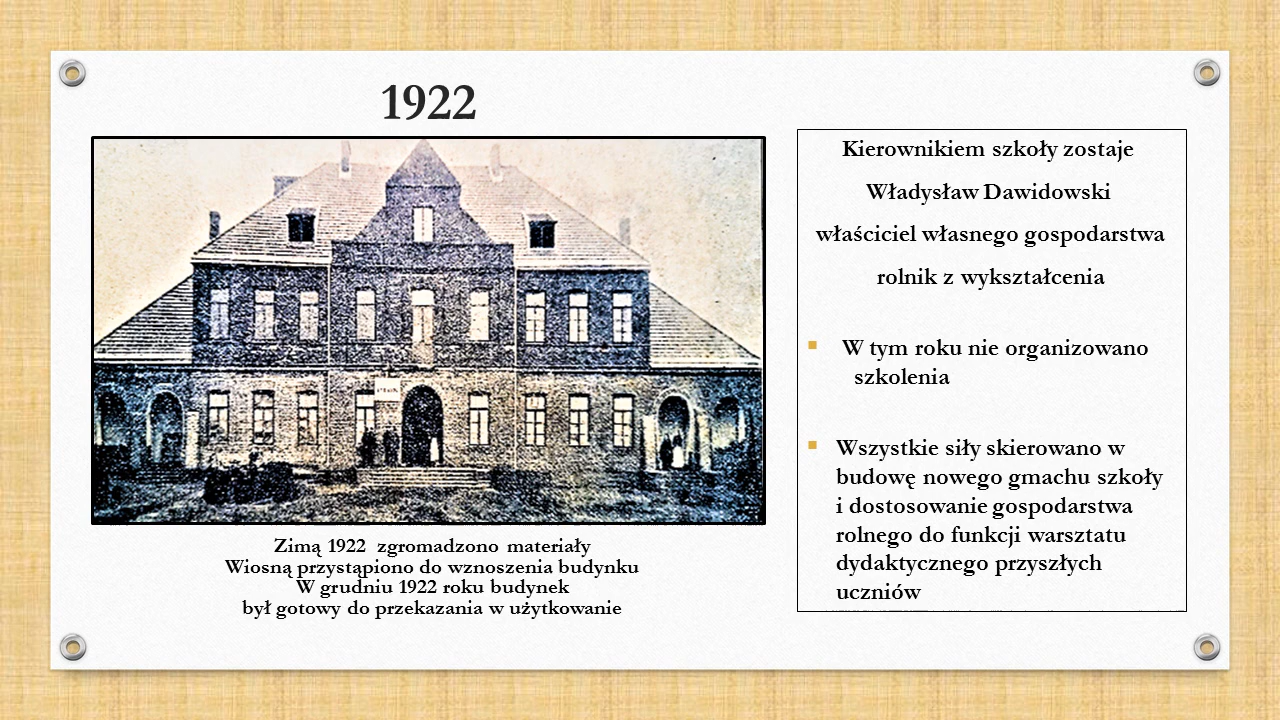 1922
Zimą 1922 zgromadzono materiały
Wiosną przystąpiono do wznoszenia budynku
W grudniu 1922 roku budynek
był gotowy do przekazania w użytkowanie
Kierownikiem szkoły zostaje
Władysław Dawidowski
właściciel własnego gospodarstwa
rolnik z wykształcenia
W tym roku nie organizowano
szkolenia
Wszystkie siły skierowano w
budowę nowego gmachu szkoły
i dostosowanie gospodarstwa
rolnego do funkcji warsztatu
dydaktycznego przyszłych
uczniów